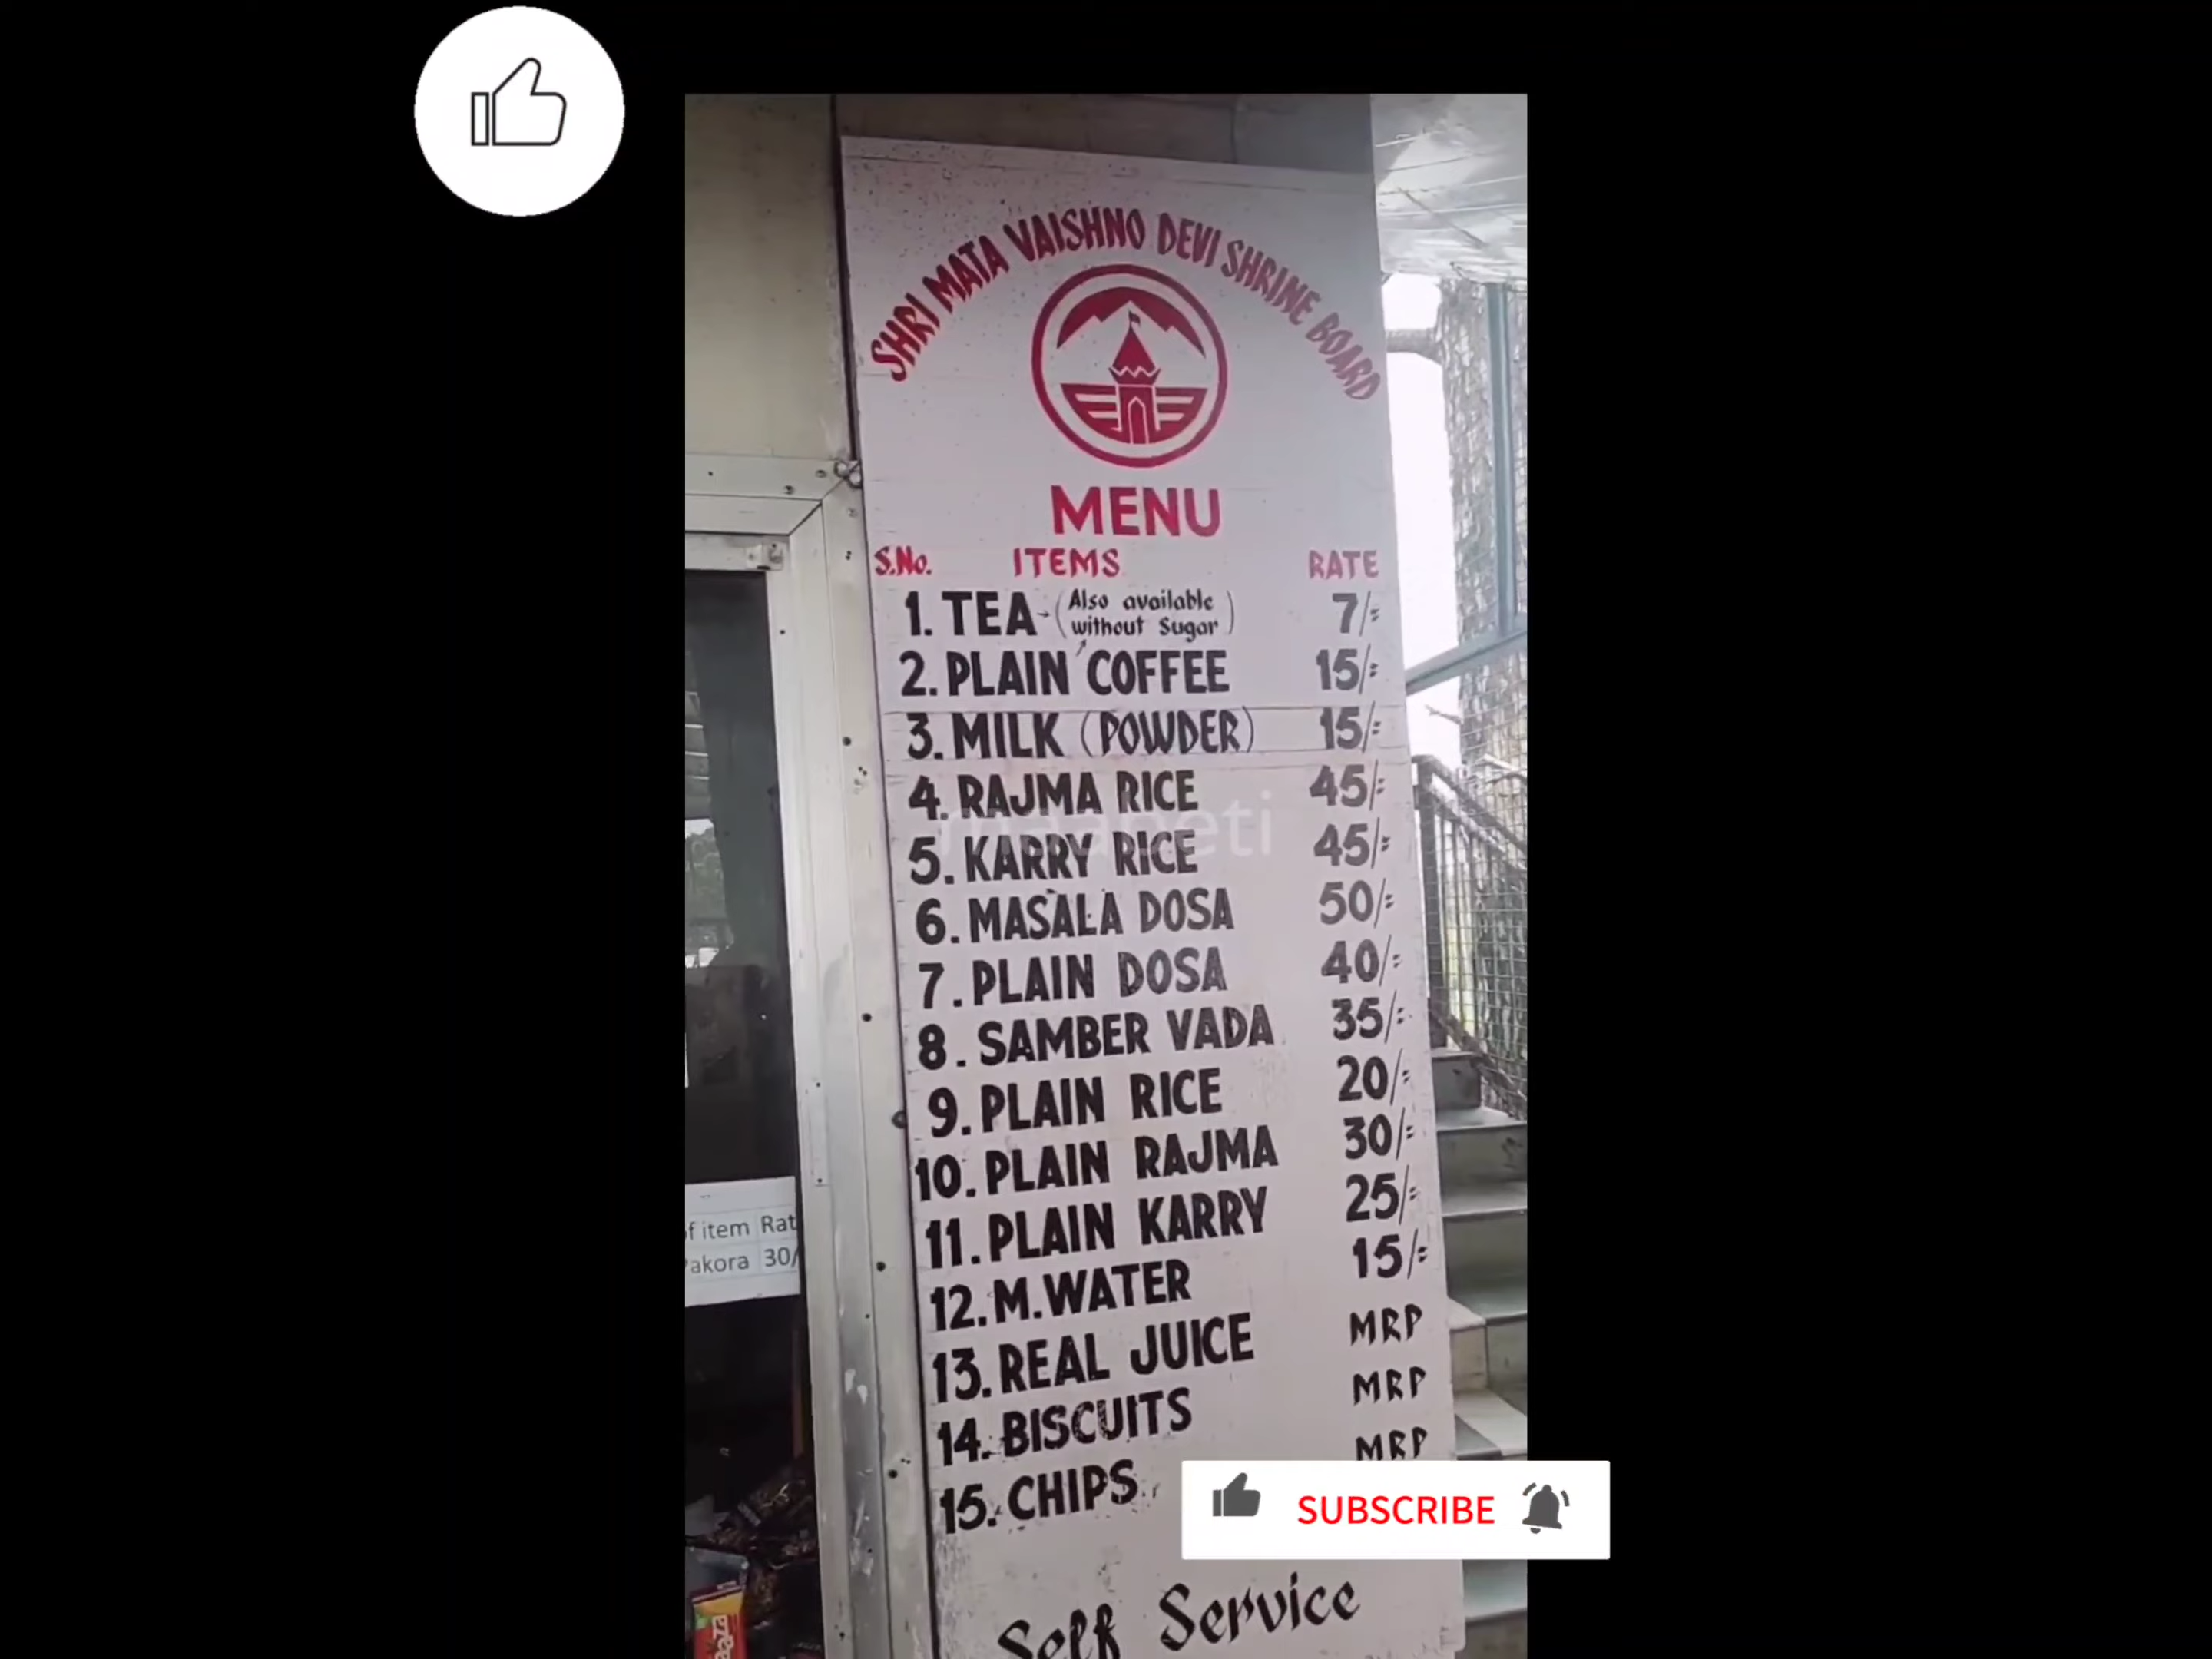 SHRI MATA VAISHNO DEVI SHRINE BOARD
MENU
S.No. ITEMS RATE
1. TEA - (Also available without Sugar) 7/=
2. PLAIN COFFEE 15/=
3. MILK (POWDER) 15/=
4. RAJMA RICE 45/=
5. KARRY RICE 45/=
6. MASALA DOSA 50/=
7. PLAIN DOSA 40/=
8. SAMBER VADA 35/=
9. PLAIN RICE 20/=
10. PLAIN RAJMA 30/=
11. PLAIN KARRY 25/=
12. M. WATER 15/=
13. REAL JUICE MRP
14. BISCUITS MRP
15. CHIPS MRP
Self Service
f item Rat
akora 30/
SUBSCRIBE